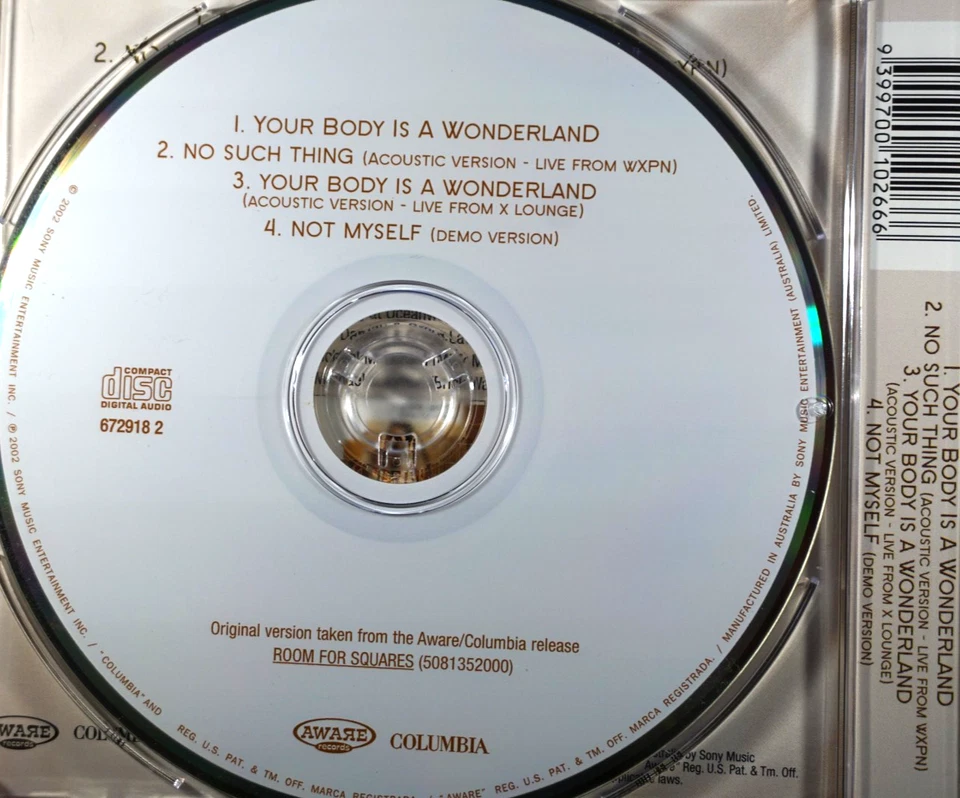 1. YOUR BODY IS A WONDERLAND
2. NO SUCH THING (ACOUSTIC VERSION - LIVE FROM WXPN)
3. YOUR BODY IS A WONDERLAND
(ACOUSTIC VERSION - LIVE FROM X LOUNGE)
4. NOT MYSELF (DEMO VERSION)
COMPACT
disc
DIGITAL AUDIO
672918 2
Original version taken from the Aware/Columbia release
ROOM FOR SQUARES (5081352000)
AWARE
records
COLUMBIA
© 2002 SONY MUSIC ENTERTAINMENT INC. / ℗ 2002 SONY MUSIC ENTERTAINMENT INC. / "COLUMBIA" AND REG. U.S. PAT. & TM. OFF. MARCA REGISTRADA. / "AWARE" REG. U.S. PAT. & TM. OFF. MARCA REGISTRADA. / MANUFACTURED IN AUSTRALIA BY SONY MUSIC ENTERTAINMENT (AUSTRALIA) LIMITED.
2.
AWARE
records
by Sony Music
Reg. U.S. Pat. & Tm. Off.
laws.
9 399700 102666
1. YOUR BODY IS A WONDERLAND
2. NO SUCH THING (ACOUSTIC VERSION - LIVE FROM WXPN)
3. YOUR BODY IS A WONDERLAND
(ACOUSTIC VERSION - LIVE FROM X LOUNGE)
4. NOT MYSELF (DEMO VERSION)